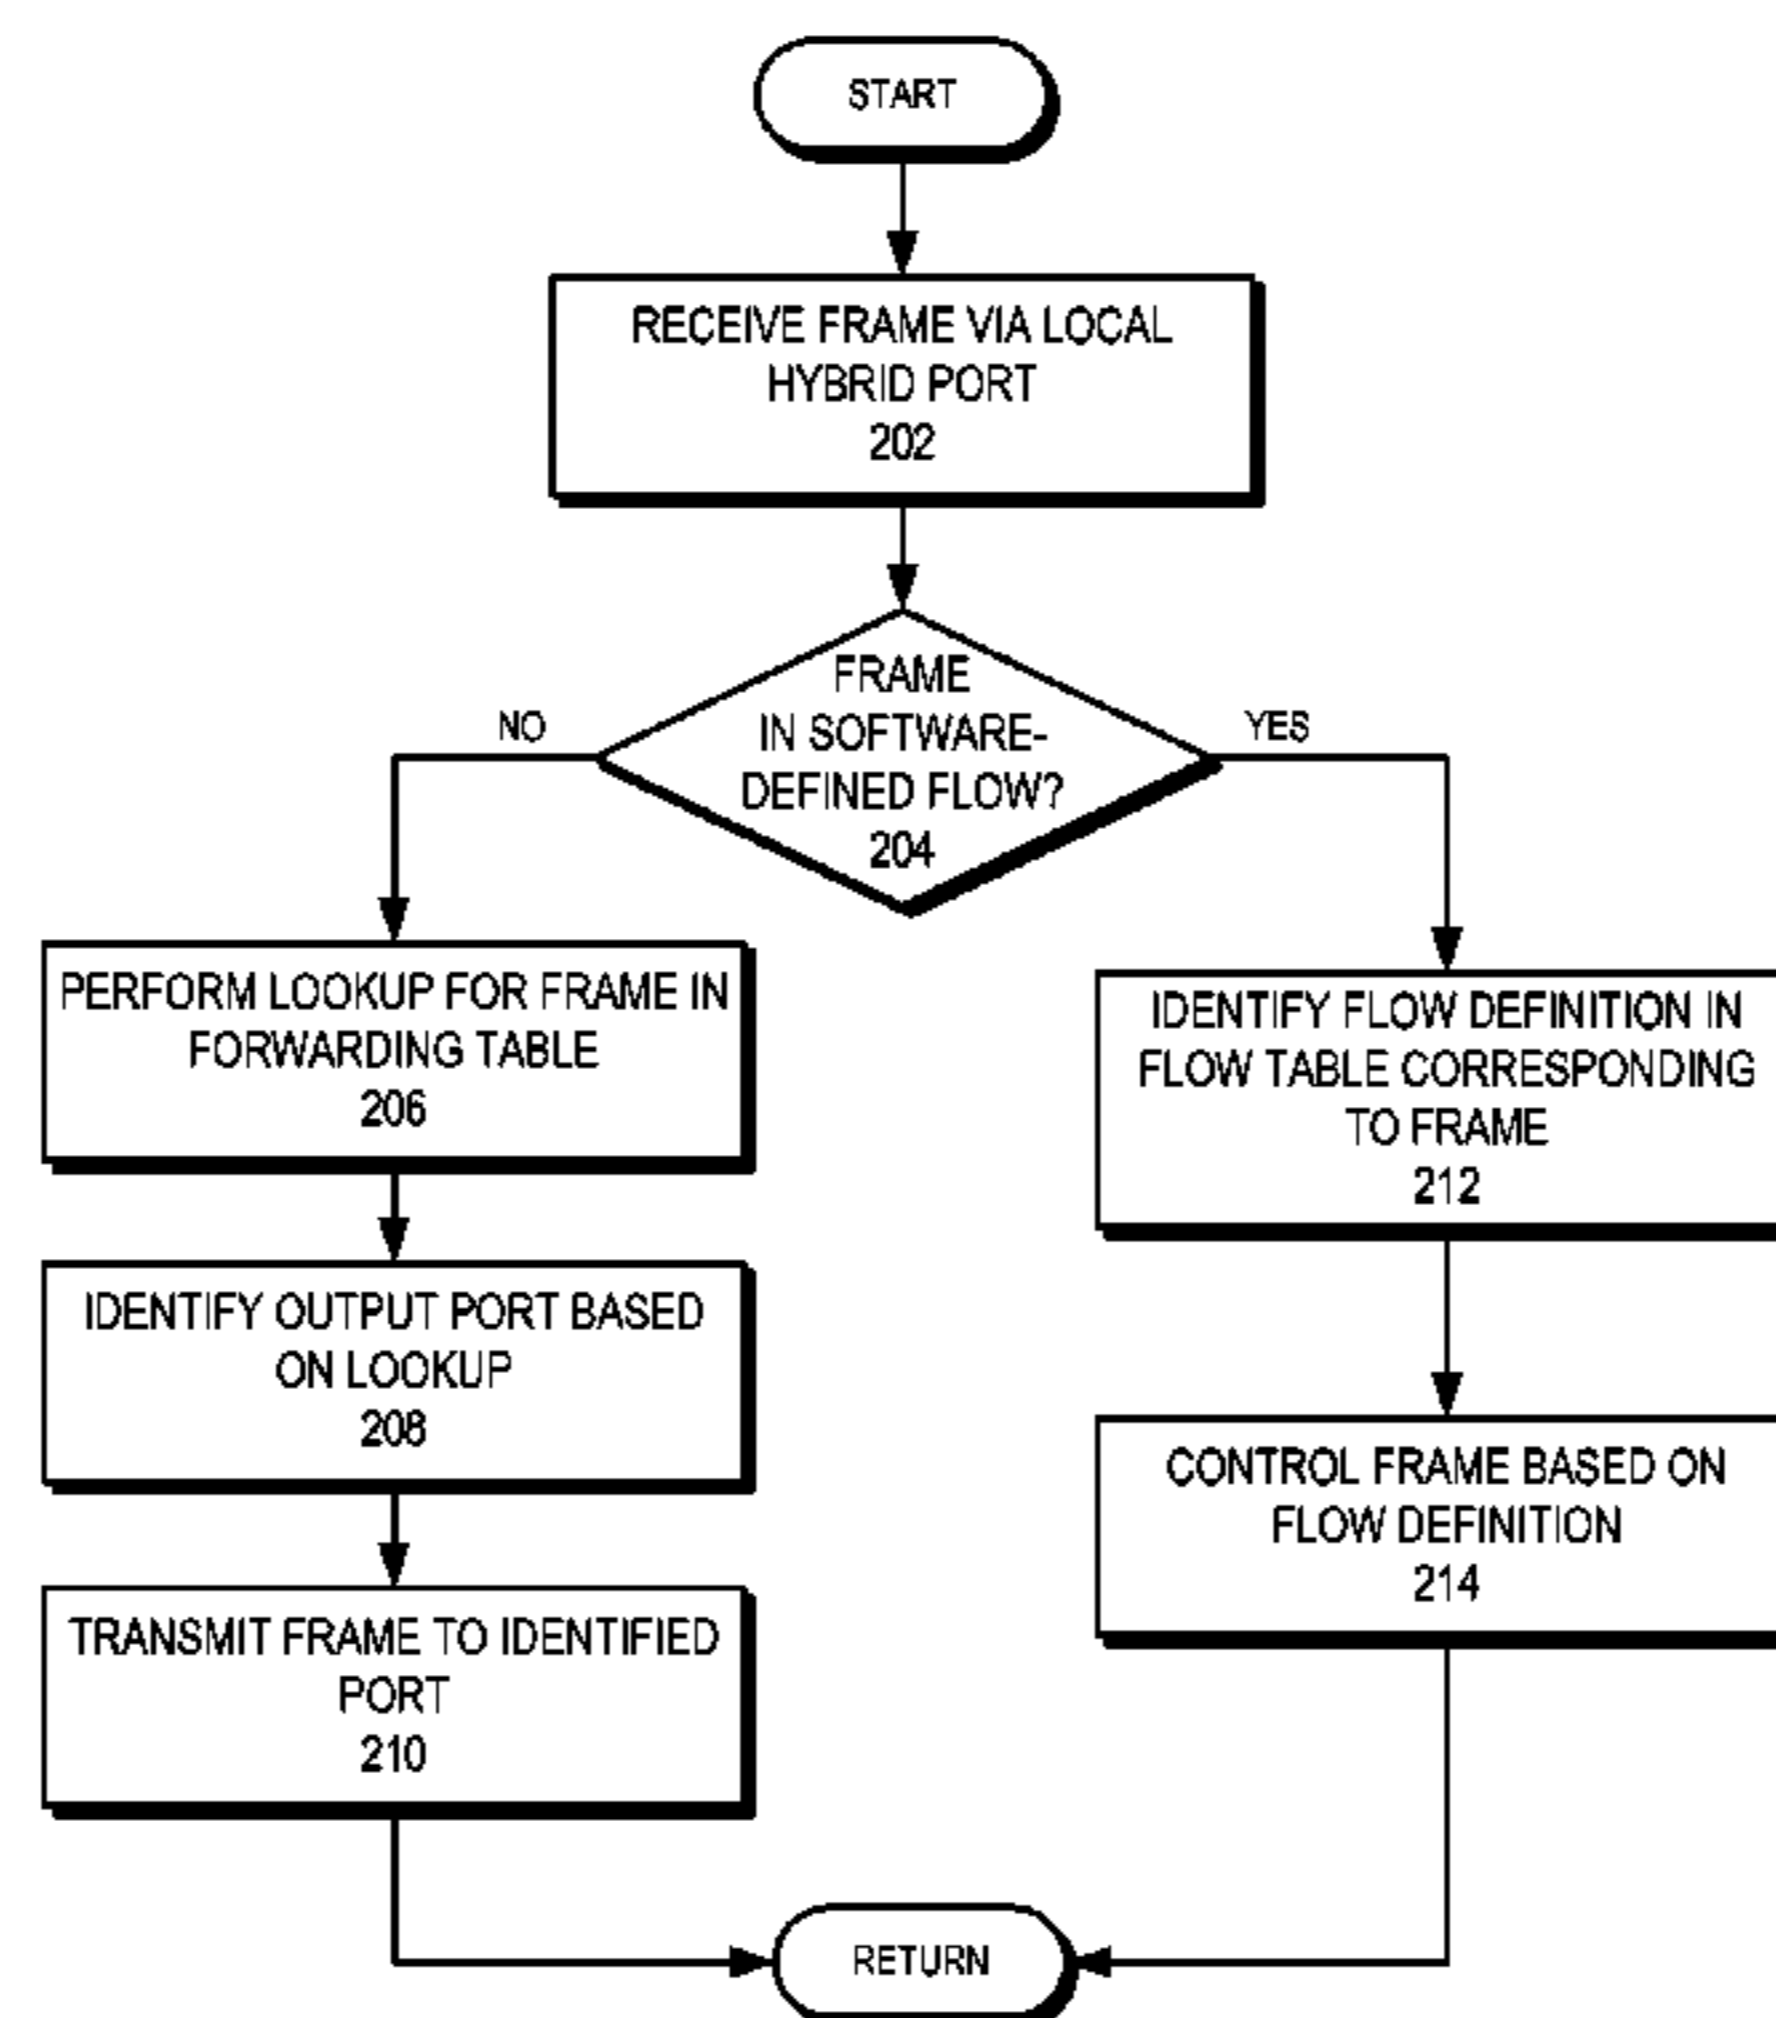 START
RECEIVE FRAME VIA LOCAL
HYBRID PORT
202
FRAME
IN SOFTWARE-
DEFINED FLOW?
204
NO
YES
PERFORM LOOKUP FOR FRAME IN
FORWARDING TABLE
206
IDENTIFY OUTPUT PORT BASED
ON LOOKUP
208
TRANSMIT FRAME TO IDENTIFIED
PORT
210
IDENTIFY FLOW DEFINITION IN
FLOW TABLE CORRESPONDING
TO FRAME
212
CONTROL FRAME BASED ON
FLOW DEFINITION
214
RETURN